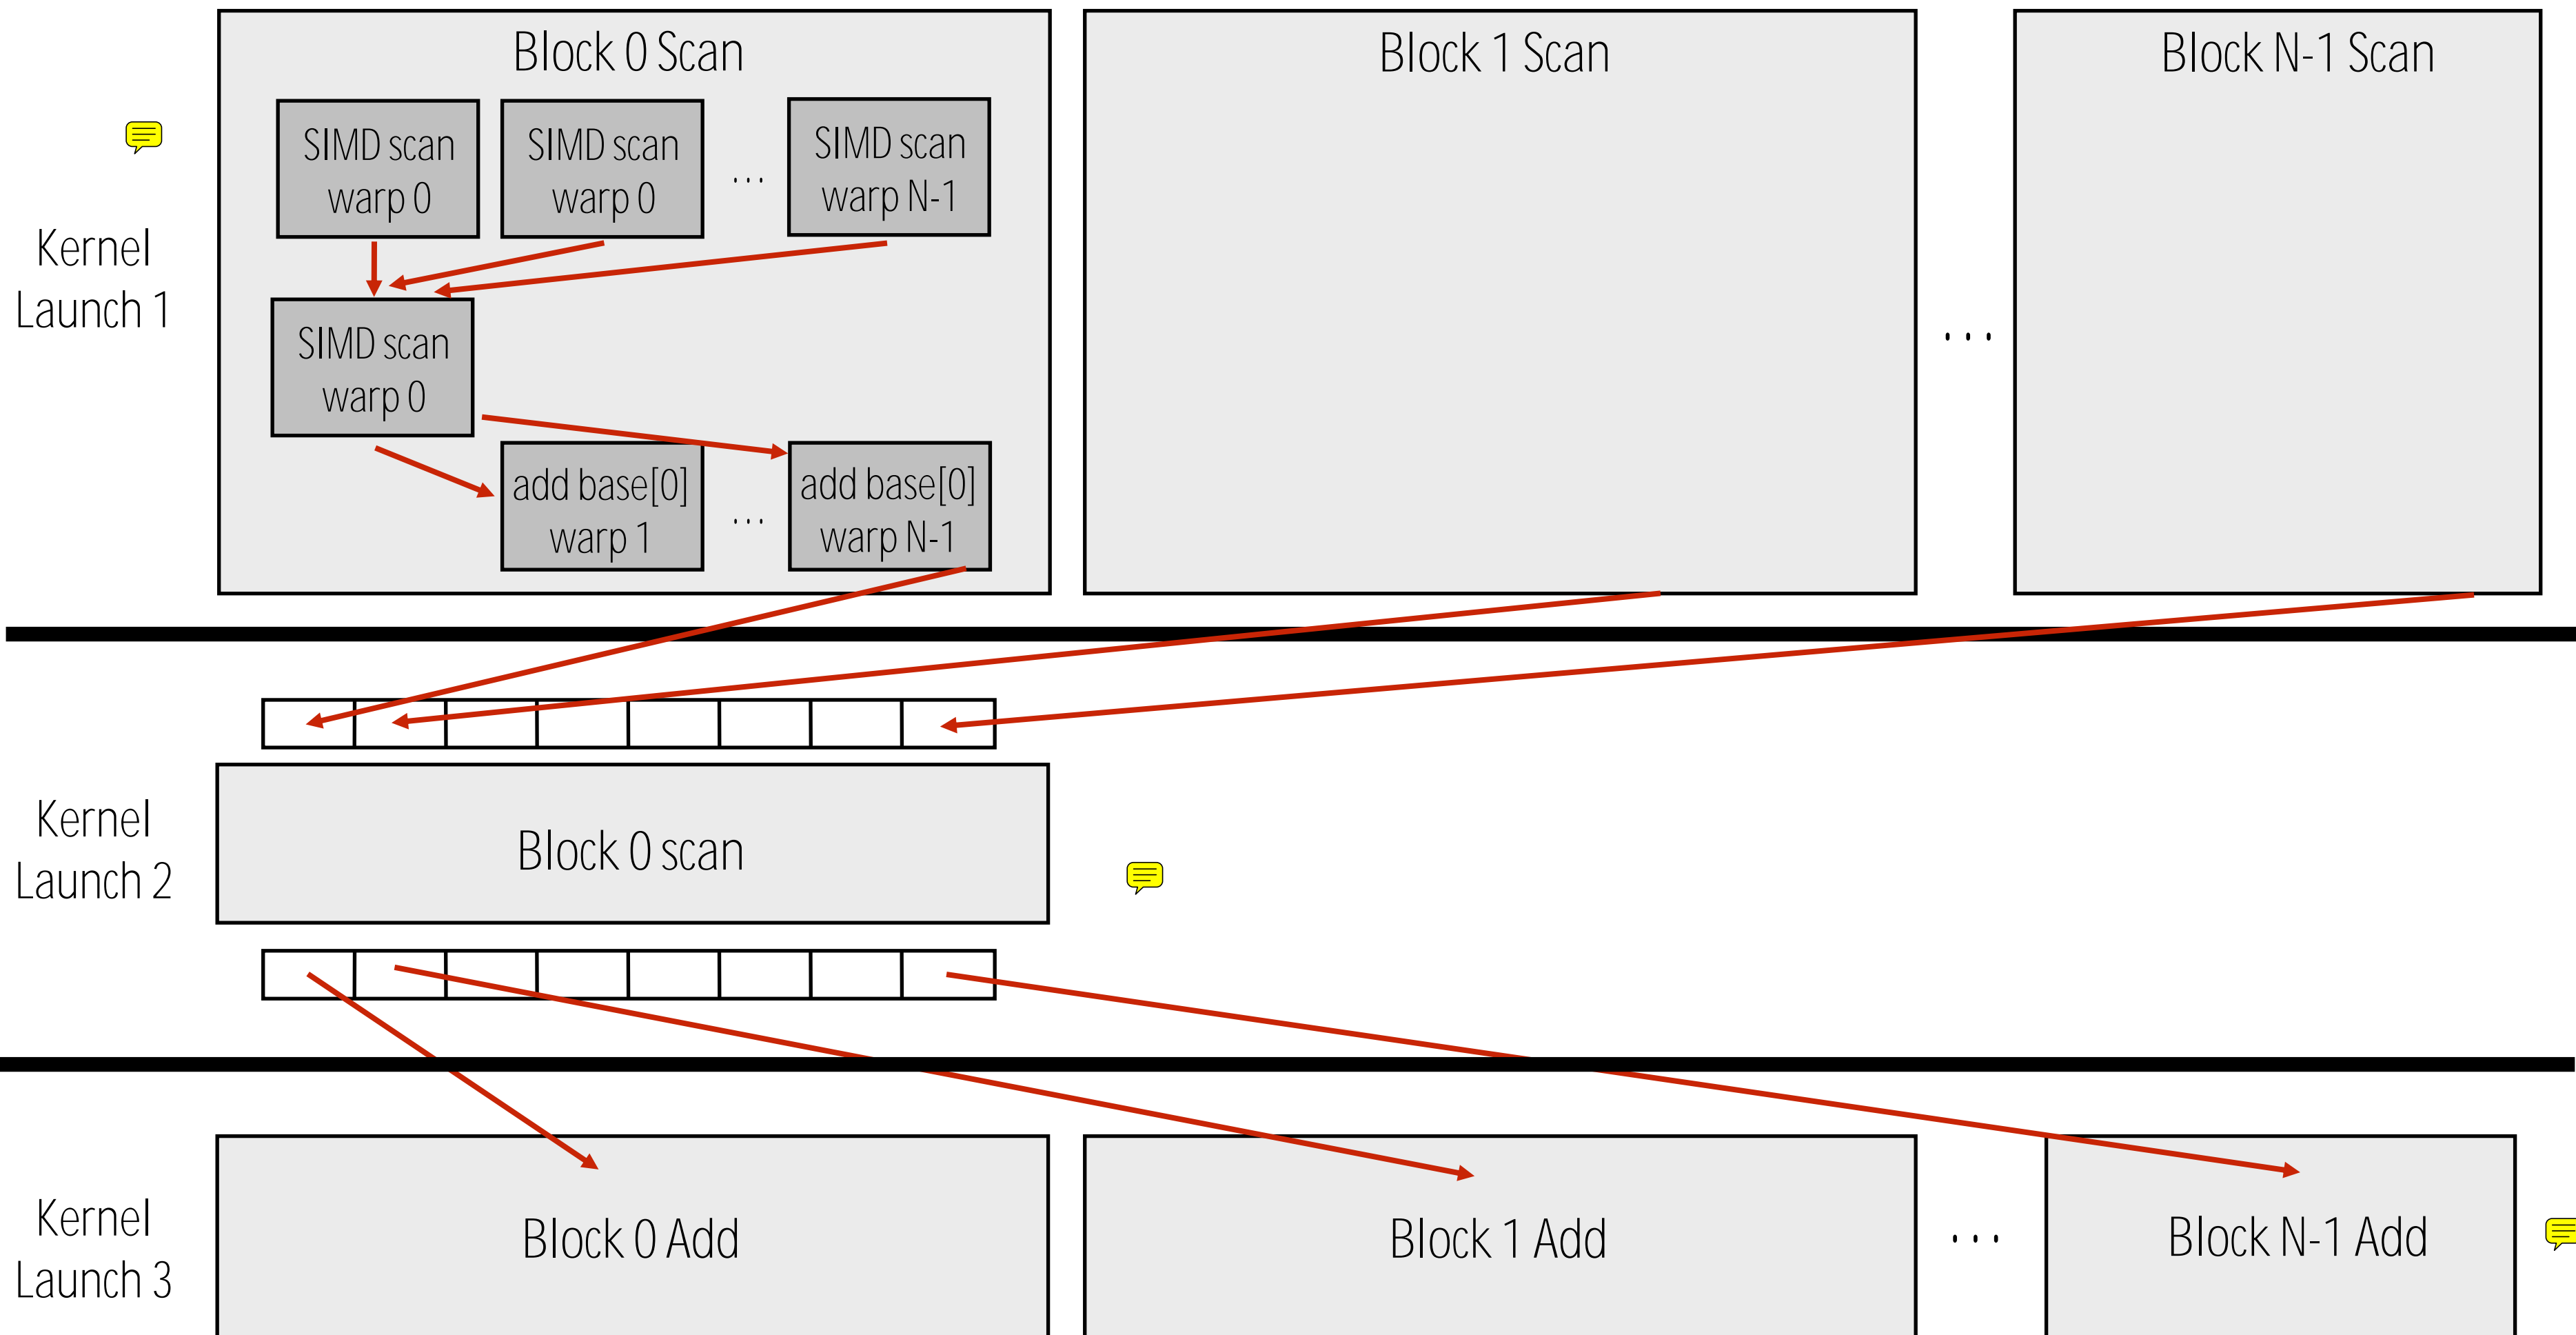 Block 0 Scan
Block 1 Scan
Block N-1 Scan
SIMD scan
warp 0
SIMD scan
warp 0
...
SIMD scan
warp N-1
Kernel
Launch 1
SIMD scan
warp 0
...
add base[0]
warp 1
...
add base[0]
warp N-1
Kernel
Launch 2
Block 0 scan
Kernel
Launch 3
Block 0 Add
Block 1 Add
...
Block N-1 Add